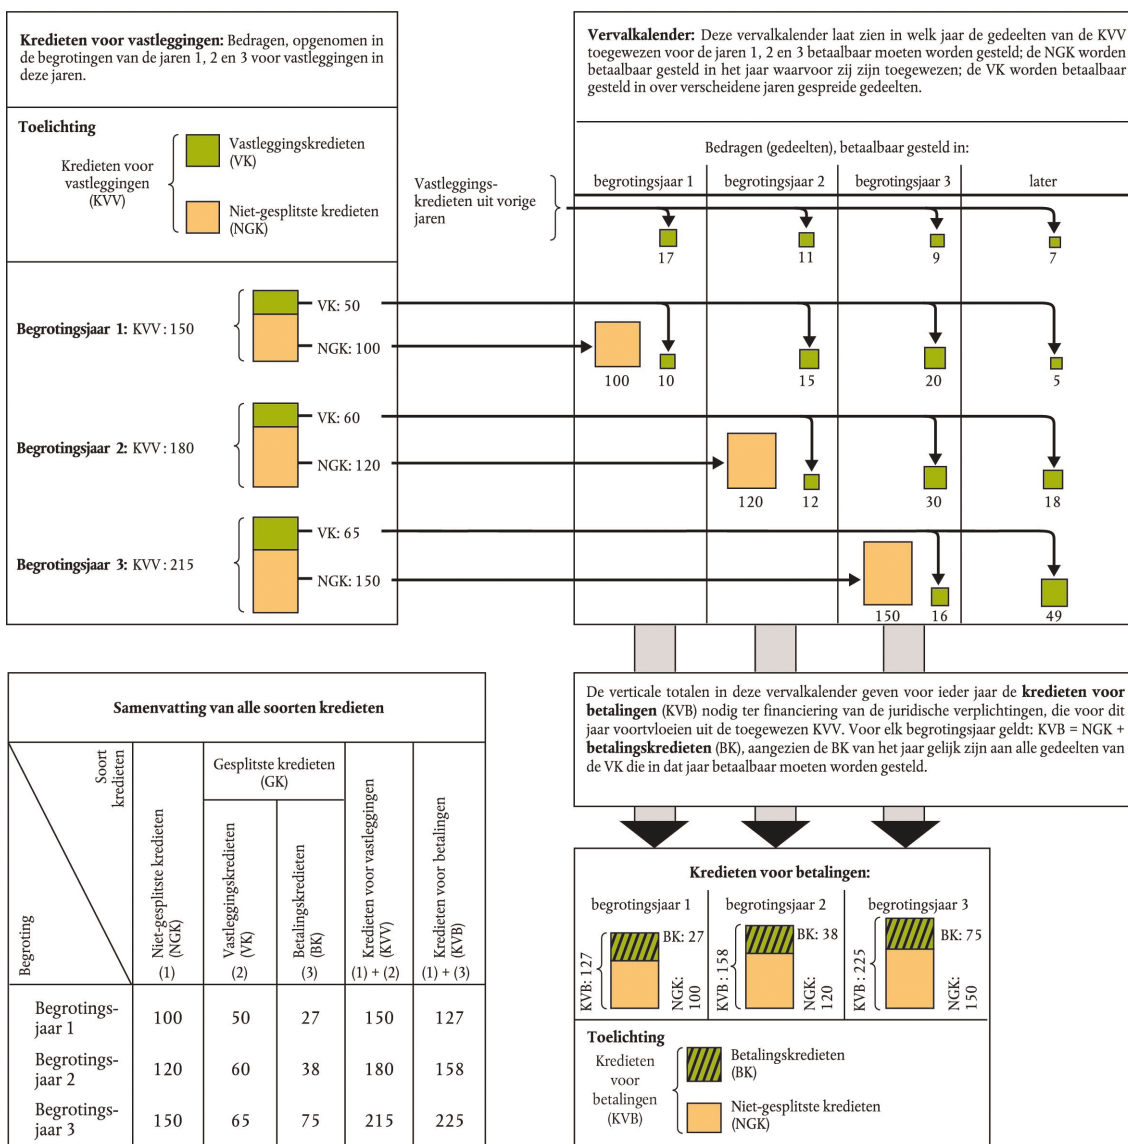 Kredieten voor vastleggingen: Bedragen, opgenomen in
de begrotingen van de jaren 1, 2 en 3 voor vastleggingen in
deze jaren.
Toelichting
Kredieten voor
vastleggingen
(KVV)
Vastleggingskredieten
(VK)
Niet-gesplitste kredieten
(NGK)
Vervalkalender: Deze vervalkalender laat zien in welk jaar de gedeelten van de KVV
toegewezen voor de jaren 1, 2 en 3 betaalbaar moeten worden gesteld; de NGK worden
betaalbaar gesteld in het jaar waarvoor zij zijn toegewezen; de VK worden betaalbaar
gesteld in over verscheidene jaren gespreide gedeelten.
Bedragen (gedeelten), betaalbaar gesteld in:
begrotingsjaar 1
begrotingsjaar 2
begrotingsjaar 3
later
Vastleggings-
kredieten uit vorige
jaren
17
11
9
7
Begrotingsjaar 1: KVV : 150
VK: 50
NGK: 100
100
10
15
20
5
Begrotingsjaar 2: KVV : 180
VK: 60
NGK: 120
120
12
30
18
Begrotingsjaar 3: KVV : 215
VK: 65
NGK: 150
150
16
49
De verticale totalen in deze vervalkalender geven voor ieder jaar de kredieten voor
betalingen (KVB) nodig ter financiering van de juridische verplichtingen, die voor dit
jaar voortvloeien uit de toegewezen KVV. Voor elk begrotingsjaar geldt: KVB = NGK +
betalingskredieten (BK), aangezien de BK van het jaar gelijk zijn aan alle gedeelten van
de VK die in dat jaar betaalbaar moeten worden gesteld.
Samenvatting van alle soorten kredieten
Soort
kredieten
Begroting
Niet-gesplitste kredieten
(NGK)
(1)
Gesplitste kredieten
(GK)
Vastleggingskredieten
(VK)
(2)
Betalingskredieten
(BK)
(3)
Kredieten voor vastleggingen
(KVV)
(1) + (2)
Kredieten voor betalingen
(KVB)
(1) + (3)
Begrotings-
jaar 1
100
50
27
150
127
Begrotings-
jaar 2
120
60
38
180
158
Begrotings-
jaar 3
150
65
75
215
225
Kredieten voor betalingen:
begrotingsjaar 1
KVB: 127
BK: 27
NGK:
100
begrotingsjaar 2
KVB : 158
BK: 38
NGK:
120
begrotingsjaar 3
KVB : 225
BK: 75
NGK:
150
Toelichting
Kredieten
voor
betalingen
(KVB)
Betalingskredieten
(BK)
Niet-gesplitste kredieten
(NGK)